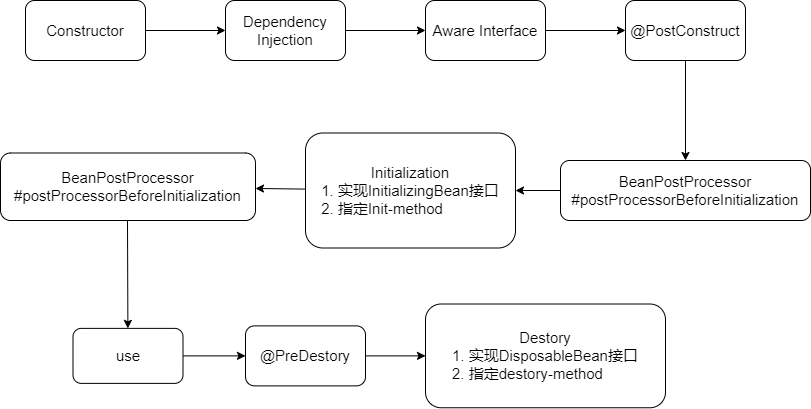 Constructor
Dependency
Injection
Aware Interface
@PostConstruct
BeanPostProcessor
#postProcessorBeforeInitialization
Initialization
1. 实现InitializingBean接口
2. 指定Init-method
BeanPostProcessor
#postProcessorBeforeInitialization
use
@PreDestory
Destory
1. 实现DisposableBean接口
2. 指定destory-method